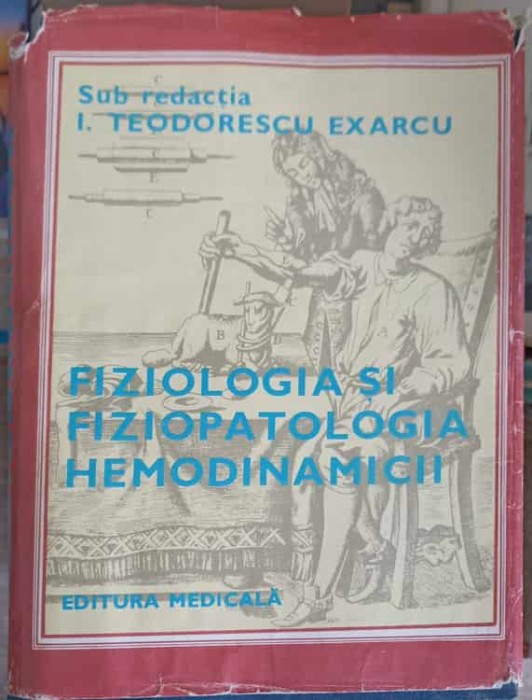 Sub redacția
I. TEODORESCU EXARCU
C
B
C
B
D
A
FIZIOLOGIA ȘI
FIZIOPATOLOGIA
HEMODINAMICII
EDITURA MEDICALĂ